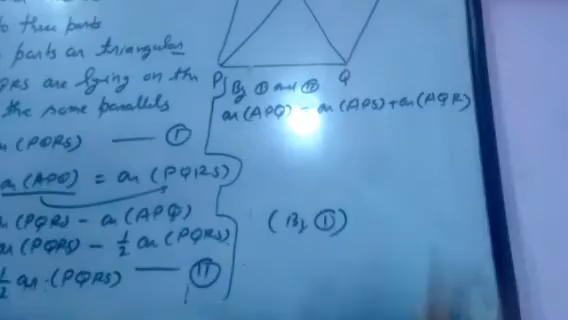 to three parts
parts are triangular
PQRS are lying on the
the same parallels
ar (PQRS) — I
ar (APQ) = ar (PQRS)
ar (PQRS) - ar (APQ)
ar (PQRS) - 1/2 ar (PQRS)
1/2 ar (PQRS) — II
P Q
By I and II
ar (APQ) = ar (APS) + ar (AQR)
(By I)